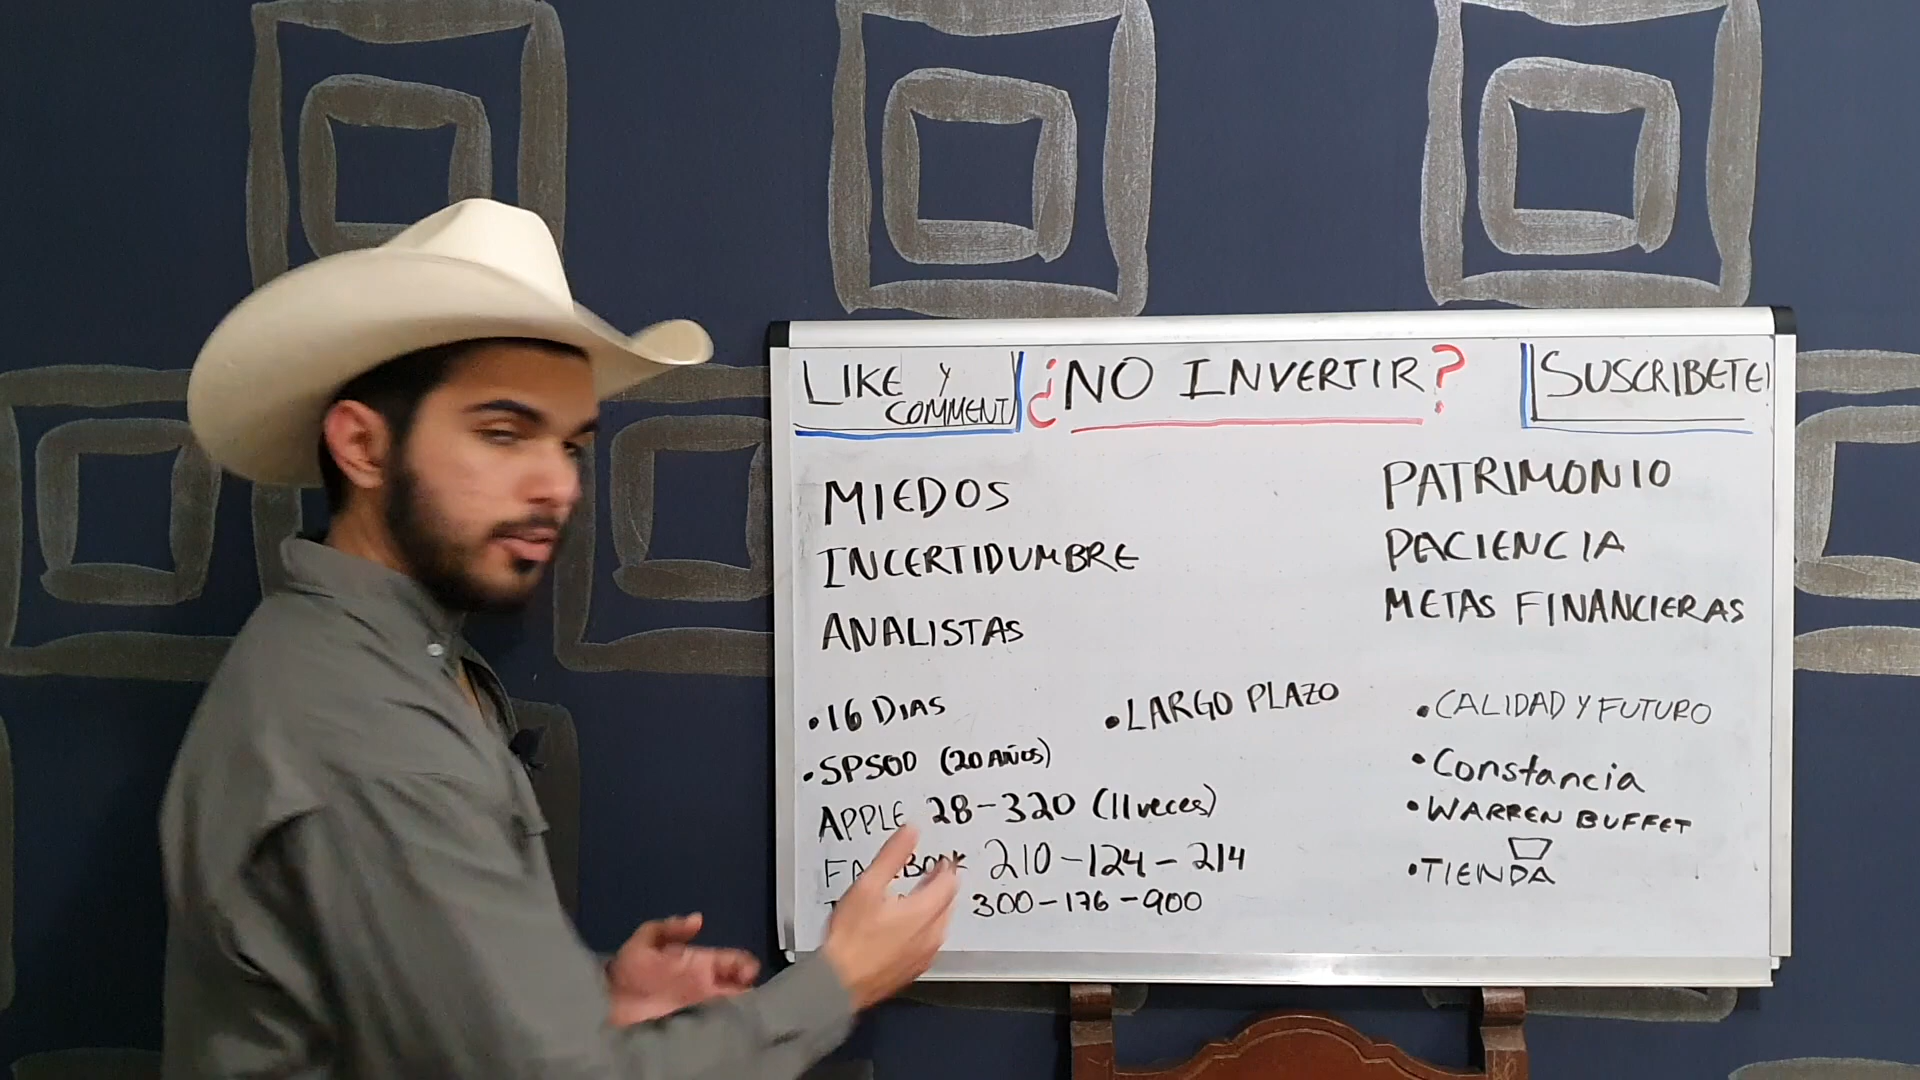 LIKE Y COMMENT
¿NO INVERTIR?
SUSCRIBETE!
MIEDOS
INCERTIDUMBRE
ANALISTAS
PATRIMONIO
PACIENCIA
METAS FINANCIERAS
•16 DIAS
•SP500 (20 AÑOS)
APPLE 28-320 (11 veces)
210-124-214
300-176-900
•LARGO PLAZO
•CALIDAD Y FUTURO
•Constancia
•WARREN BUFFET
•TIENDA